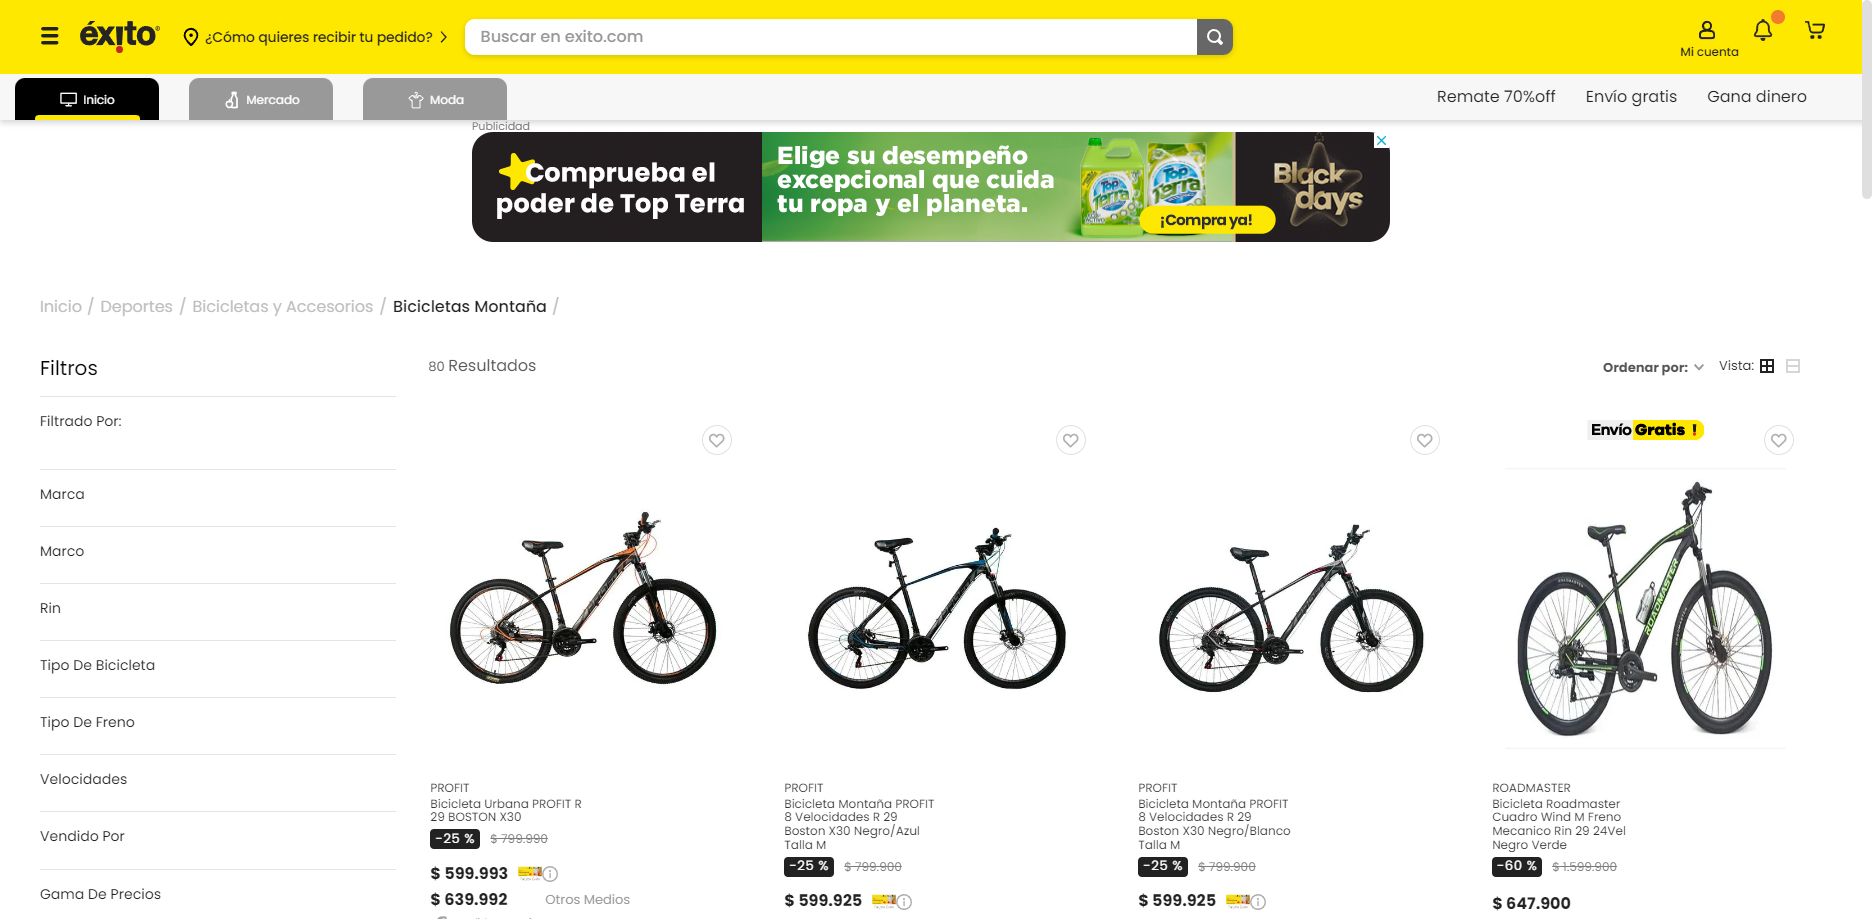 éxito
¿Cómo quieres recibir tu pedido?
Buscar en exito.com
Mi cuenta
Inicio
Mercado
Moda
Remate 70%off
Envío gratis
Gana dinero
Publicidad
Comprueba el
poder de Top Terra
Elige su desempeño
excepcional que cuida
tu ropa y el planeta.
Top
Terra
Top
Terra
¡Compra ya!
Black
days
Inicio / Deportes / Bicicletas y Accesorios / Bicicletas Montaña /
Filtros
80 Resultados
Ordenar por:
Vista:
Filtrado Por:
Marca
Marco
Rin
Tipo De Bicicleta
Tipo De Freno
Velocidades
Vendido Por
Gama De Precios
PROFIT
Bicicleta Urbana PROFIT R
29 BOSTON X30
-25 % $ 799.990
$ 599.993
$ 639.992 Otros Medios
PROFIT
Bicicleta Montaña PROFIT
8 Velocidades R 29
Boston X30 Negro/Azul
Talla M
-25 % $ 799.900
$ 599.925
PROFIT
Bicicleta Montaña PROFIT
8 Velocidades R 29
Boston X30 Negro/Blanco
Talla M
-25 % $ 799.900
$ 599.925
Envío Gratis !
ROADMASTER
ROADMASTER
Bicicleta Roadmaster
Cuadro Wind M Freno
Mecanico Rin 29 24Vel
Negro Verde
-60 % $ 1.599.900
$ 647.900